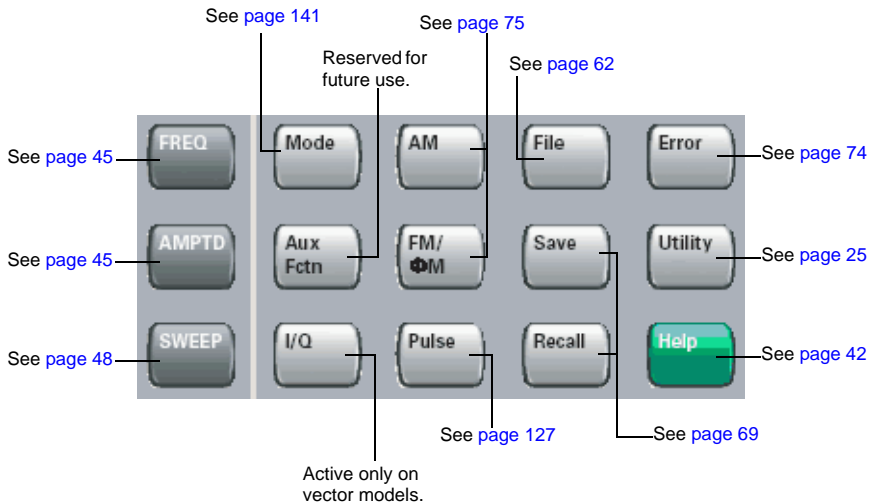 See page 141
See page 75
Reserved for
future use.
See page 62
FREQ
Mode
AM
File
Error
See page 45
See page 74
AMPTD
Aux
Fctn
FM/
ΦM
Save
Utility
See page 45
See page 25
SWEEP
I/Q
Pulse
Recall
Help
See page 48
See page 42
See page 127
See page 69
Active only on
vector models.